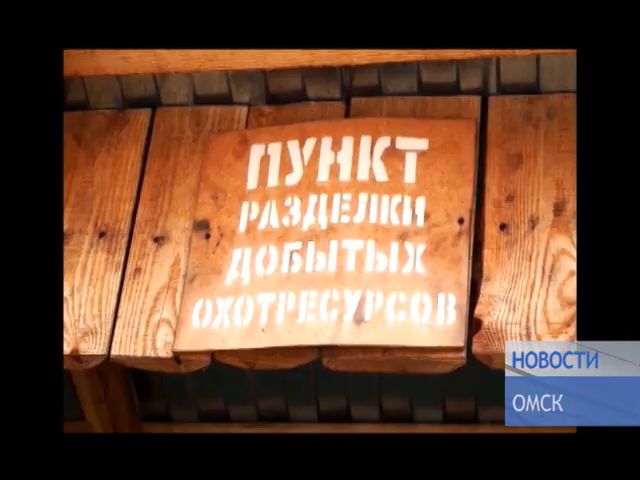 ПУНКТ
РАЗДЕЛКИ
ДОБЫТЫХ
ОХОТРЕСУРСОВ
НОВОСТИ
ОМСК